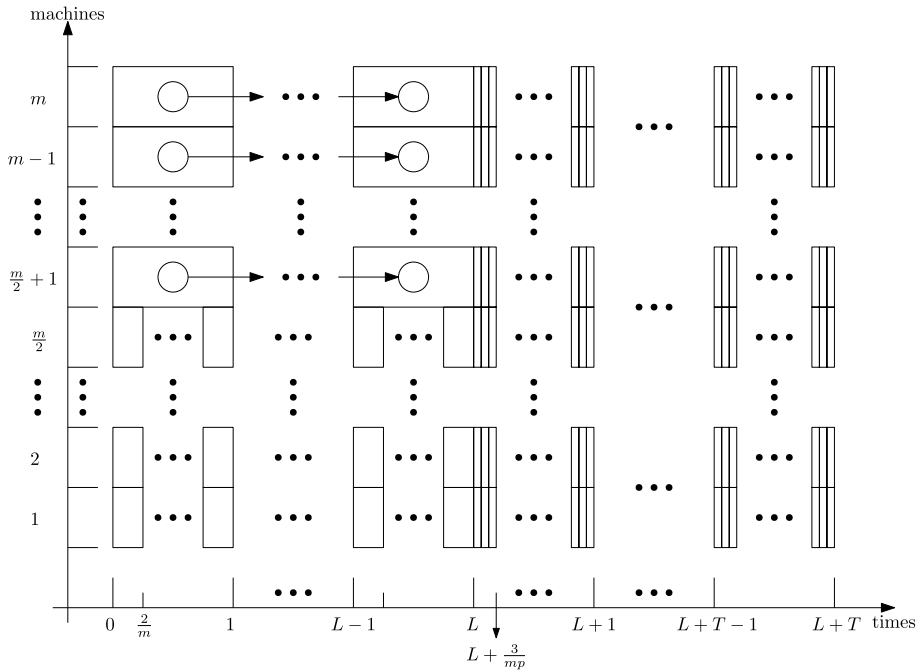 machines
m
m − 1
m/2 + 1
m/2
2
1
0 2/m 1 L − 1 L L + 1 L + T − 1 L + T times
L + 3/mp